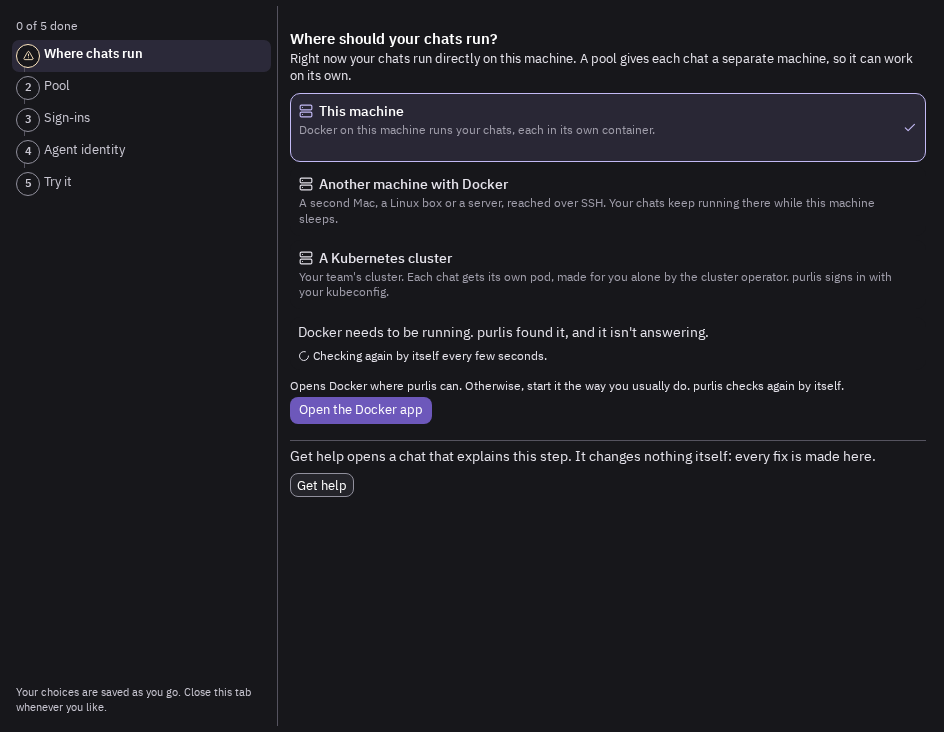 0 of 5 done
Where chats run
2 Pool
3 Sign-ins
4 Agent identity
5 Try it
Your choices are saved as you go. Close this tab
whenever you like.
Where should your chats run?
Right now your chats run directly on this machine. A pool gives each chat a separate machine, so it can work
on its own.
This machine
Docker on this machine runs your chats, each in its own container.
Another machine with Docker
A second Mac, a Linux box or a server, reached over SSH. Your chats keep running there while this machine
sleeps.
A Kubernetes cluster
Your team's cluster. Each chat gets its own pod, made for you alone by the cluster operator. purlis signs in with
your kubeconfig.
Docker needs to be running. purlis found it, and it isn't answering.
Checking again by itself every few seconds.
Opens Docker where purlis can. Otherwise, start it the way you usually do. purlis checks again by itself.
Open the Docker app
Get help opens a chat that explains this step. It changes nothing itself: every fix is made here.
Get help